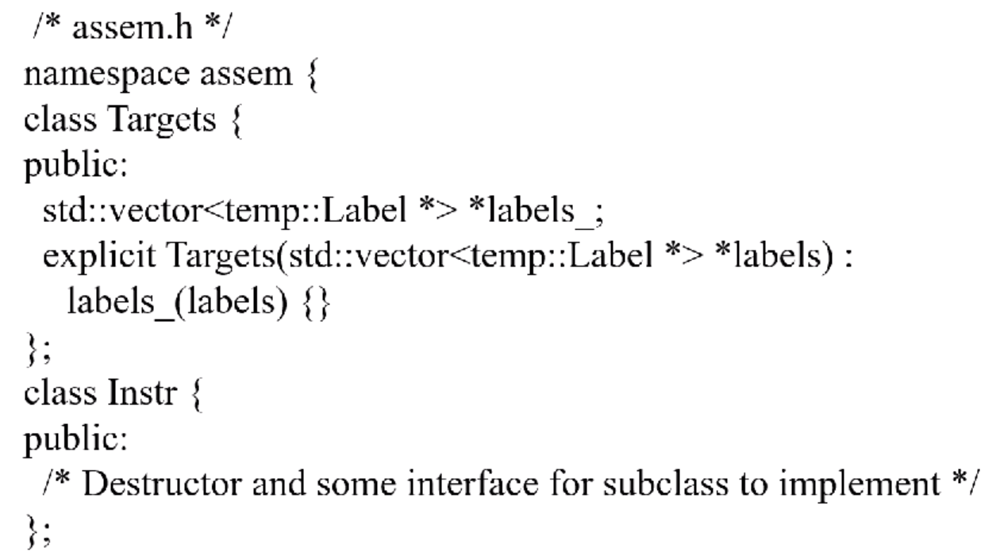 /* assem.h */
namespace assem {
class Targets {
public:
std::vector<temp::Label *> *labels_;
explicit Targets(std::vector<temp::Label *> *labels) :
labels_(labels) {}
};
class Instr {
public:
/* Destructor and some interface for subclass to implement */
};